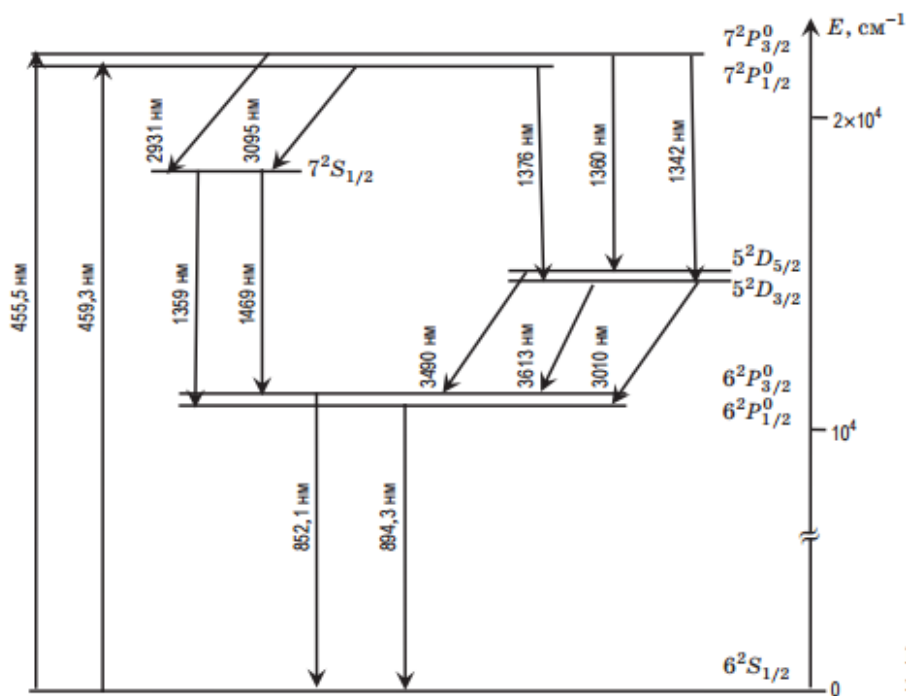 7²P⁰₃/₂
E, см⁻¹
7²P⁰₁/₂
2×10⁴
2931 нм
3095 нм
1376 нм
1360 нм
1342 нм
7²S₁/₂
5²D₅/₂
5²D₃/₂
455,5 нм
459,3 нм
1359 нм
1469 нм
3490 нм
3613 нм
3010 нм
6²P⁰₃/₂
6²P⁰₁/₂
10⁴
852,1 нм
894,3 нм
6²S₁/₂
0